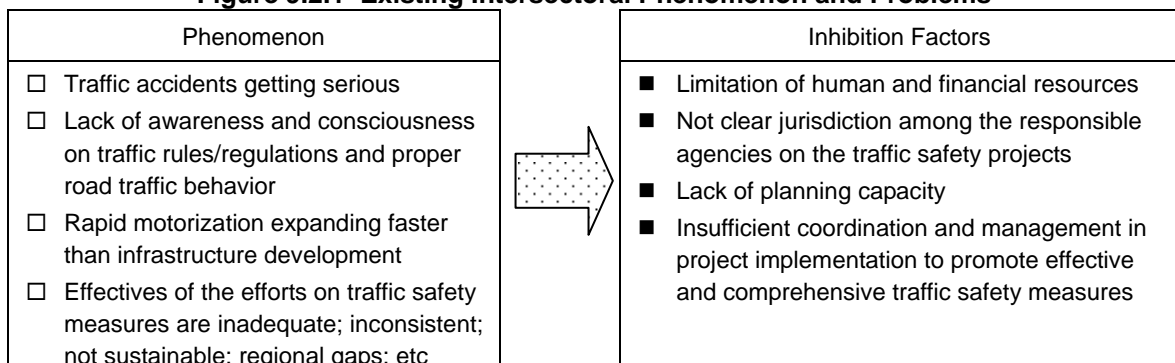 Figure 5.2.1 Existing Intersectoral Phenomenon and Problems
Phenomenon
□ Traffic accidents getting serious
□ Lack of awareness and consciousness
on traffic rules/regulations and proper
road traffic behavior
□ Rapid motorization expanding faster
than infrastructure development
□ Effectives of the efforts on traffic safety
measures are inadequate; inconsistent;
not sustainable; regional gaps; etc
Inhibition Factors
■ Limitation of human and financial resources
■ Not clear jurisdiction among the responsible
agencies on the traffic safety projects
■ Lack of planning capacity
■ Insufficient coordination and management in
project implementation to promote effective
and comprehensive traffic safety measures